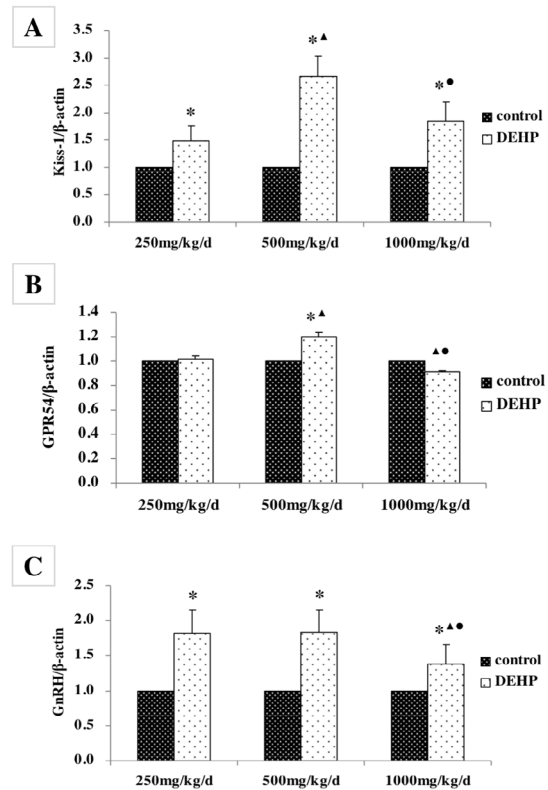 A
Kiss-1/β-actin
3.5
3.0
2.5
2.0
1.5
1.0
0.5
0.0
*
*▲
*●
control
DEHP
250mg/kg/d 500mg/kg/d 1000mg/kg/d
B
GPR54/β-actin
1.4
1.2
1.0
0.8
0.6
0.4
0.2
0.0
*▲
▲●
control
DEHP
250mg/kg/d 500mg/kg/d 1000mg/kg/d
C
GnRH/β-actin
2.5
2.0
1.5
1.0
0.5
0.0
*
*
*▲●
control
DEHP
250mg/kg/d 500mg/kg/d 1000mg/kg/d